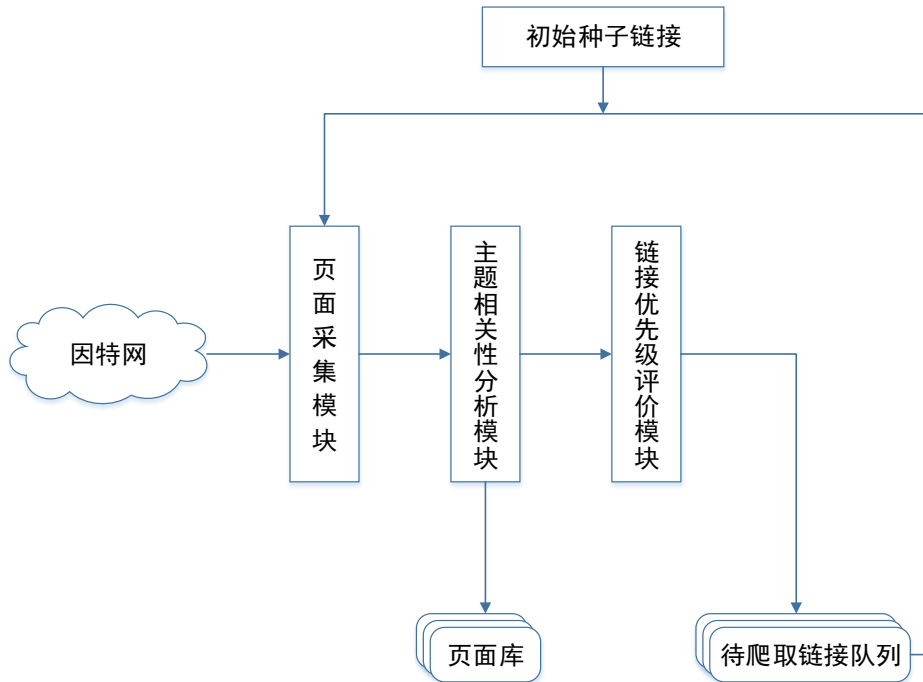 初始种子链接
因特网
页面采集模块
主题相关性分析模块
链接优先级评价模块
页面库
待爬取链接队列